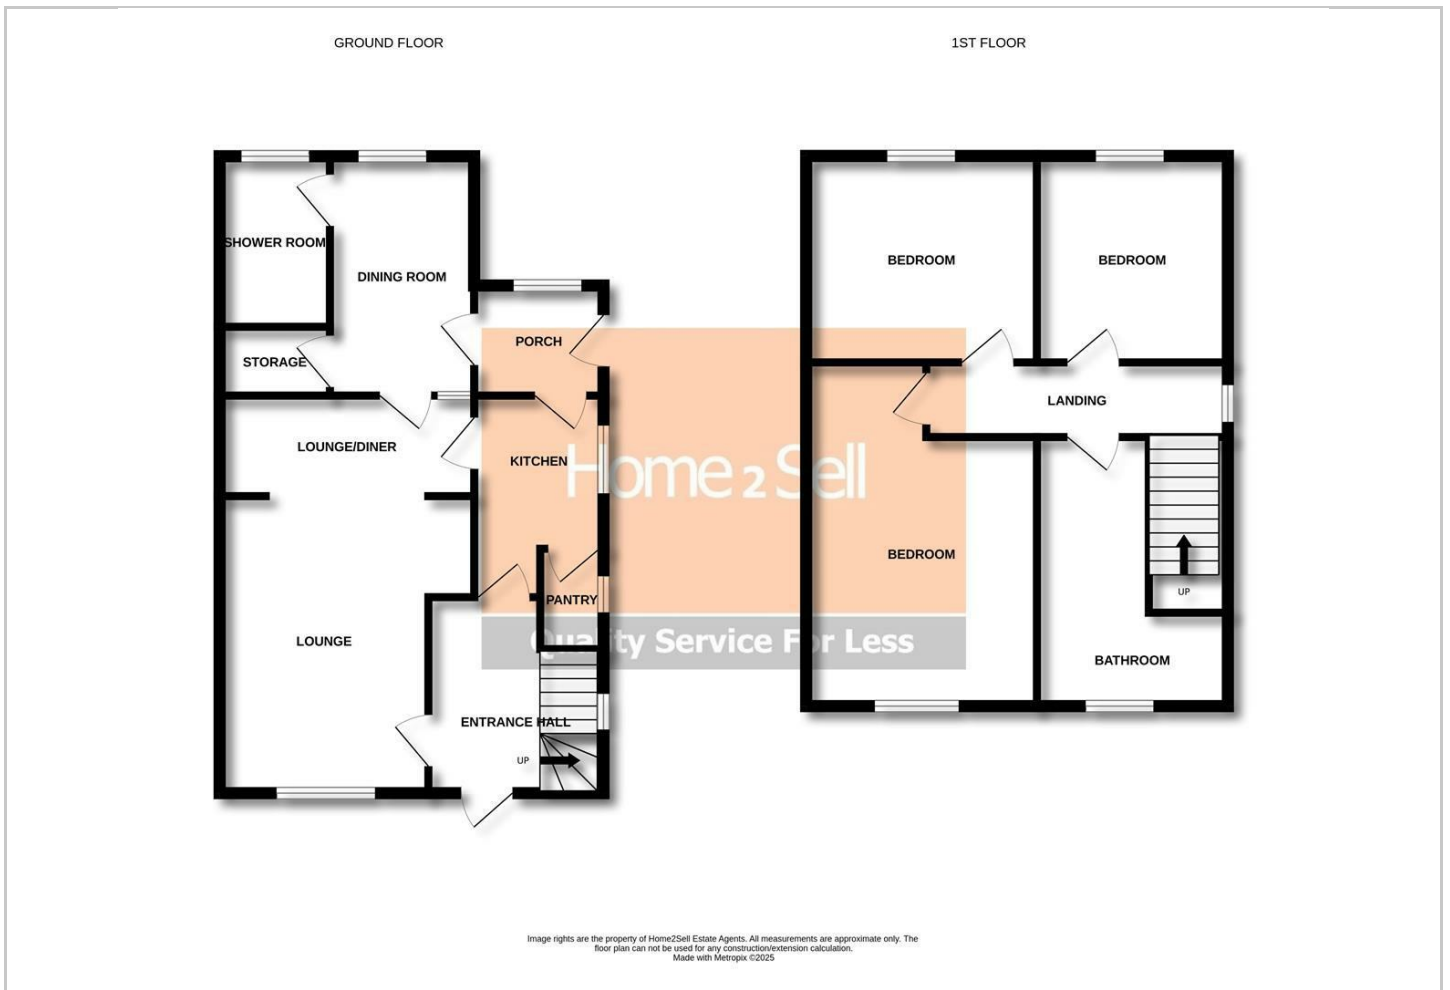 GROUND FLOOR
1ST FLOOR
SHOWER ROOM
DINING ROOM
STORAGE
PORCH
LOUNGE/DINER
KITCHEN
LOUNGE
PANTRY
ENTRANCE HALL
UP
BEDROOM
BEDROOM
LANDING
BEDROOM
UP
BATHROOM
Home2Sell
Quality Service For Less
Image rights are the property of Home2Sell Estate Agents. All measurements are approximate only. The
floor plan can not be used for any construction/extension calculation.
Made with Metropix ©2025